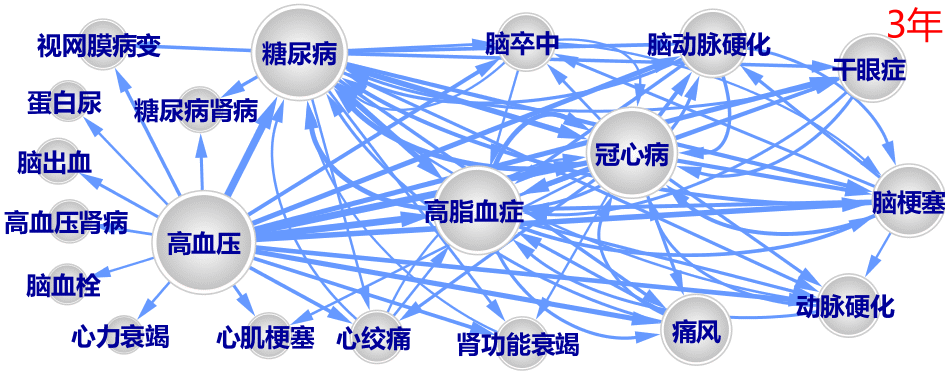 3年
视网膜病变
糖尿病
脑卒中
脑动脉硬化
干眼症
蛋白尿
糖尿病肾病
脑出血
冠心病
高血压肾病
高血压
高脂血症
脑梗塞
脑血栓
心力衰竭
心肌梗塞
心绞痛
肾功能衰竭
痛风
动脉硬化